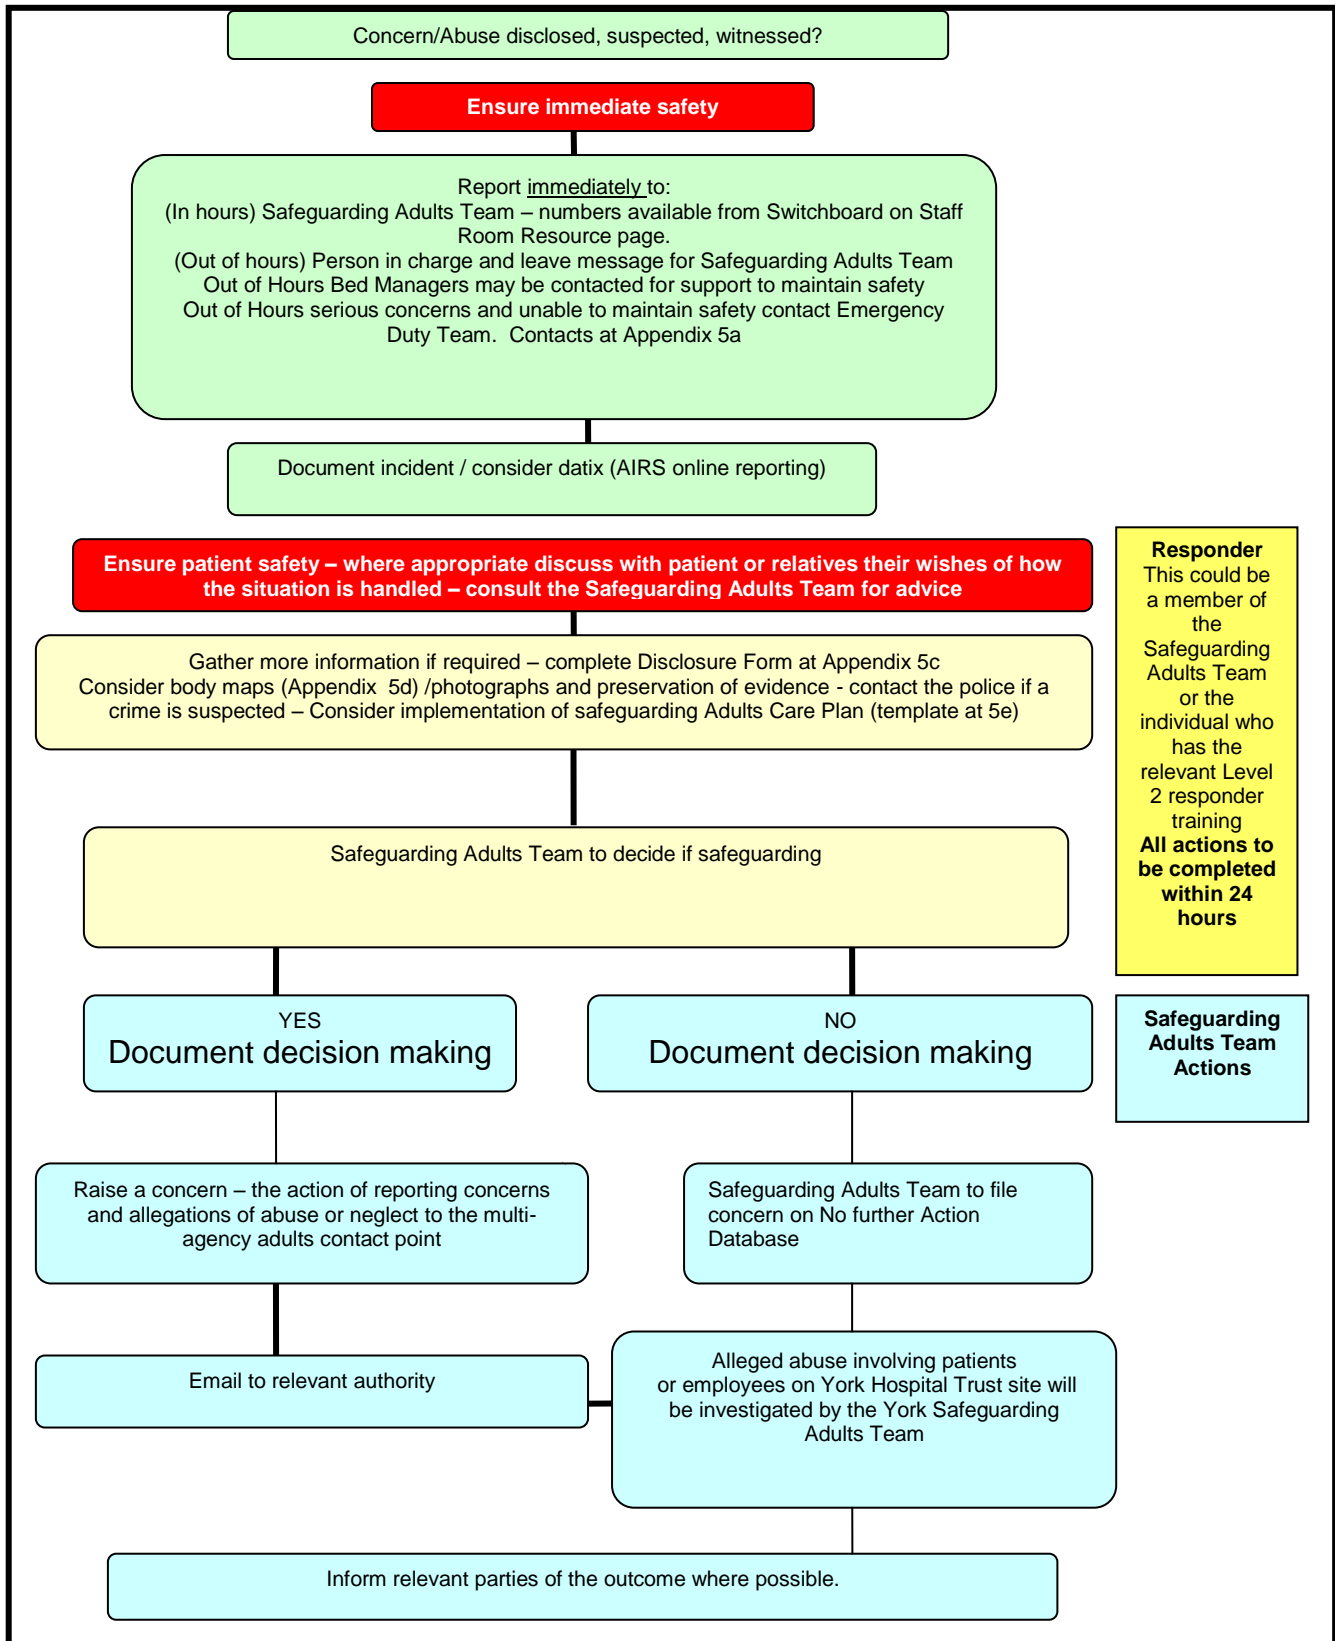 Concern/Abuse disclosed, suspected, witnessed?
Ensure immediate safety
Report immediately to:
(In hours) Safeguarding Adults Team – numbers available from Switchboard on Staff
Room Resource page.
(Out of hours) Person in charge and leave message for Safeguarding Adults Team
Out of Hours Bed Managers may be contacted for support to maintain safety
Out of Hours serious concerns and unable to maintain safety contact Emergency
Duty Team.  Contacts at Appendix 5a
Document incident / consider datix (AIRS online reporting)
Ensure patient safety – where appropriate discuss with patient or relatives their wishes of how
the situation is handled – consult the Safeguarding Adults Team for advice
Gather more information if required – complete Disclosure Form at Appendix 5c
Consider body maps (Appendix  5d) /photographs and preservation of evidence - contact the police if a
crime is suspected – Consider implementation of safeguarding Adults Care Plan (template at 5e)
Responder
This could be
a member of
the
Safeguarding
Adults Team
or the
individual who
has the
relevant Level
2 responder
training
All actions to
be completed
within 24
hours
Safeguarding Adults Team to decide if safeguarding
YES
Document decision making
NO
Document decision making
Safeguarding
Adults Team
Actions
Raise a concern – the action of reporting concerns
and allegations of abuse or neglect to the multi-
agency adults contact point
Safeguarding Adults Team to file
concern on No further Action
Database
Email to relevant authority
Alleged abuse involving patients
or employees on York Hospital Trust site will
be investigated by the York Safeguarding
Adults Team
Inform relevant parties of the outcome where possible.